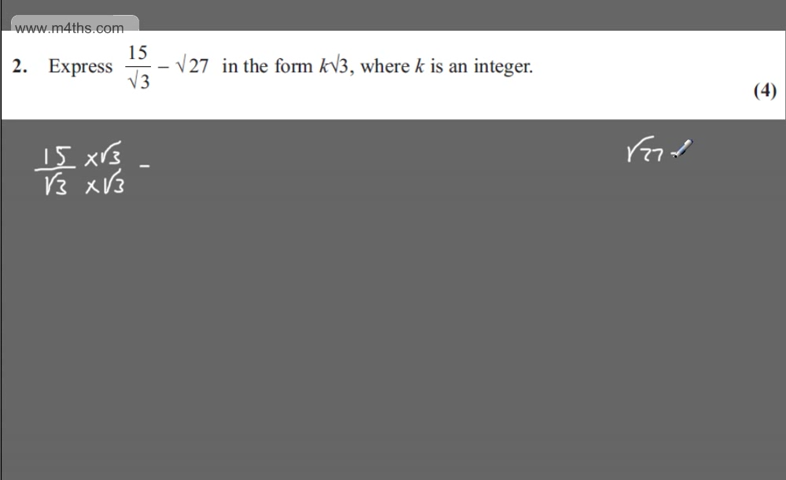 www.m4ths.com
2. Express 15/√3 − √27 in the form k√3, where k is an integer.
(4)
15 ×√3 −
√3 ×√3